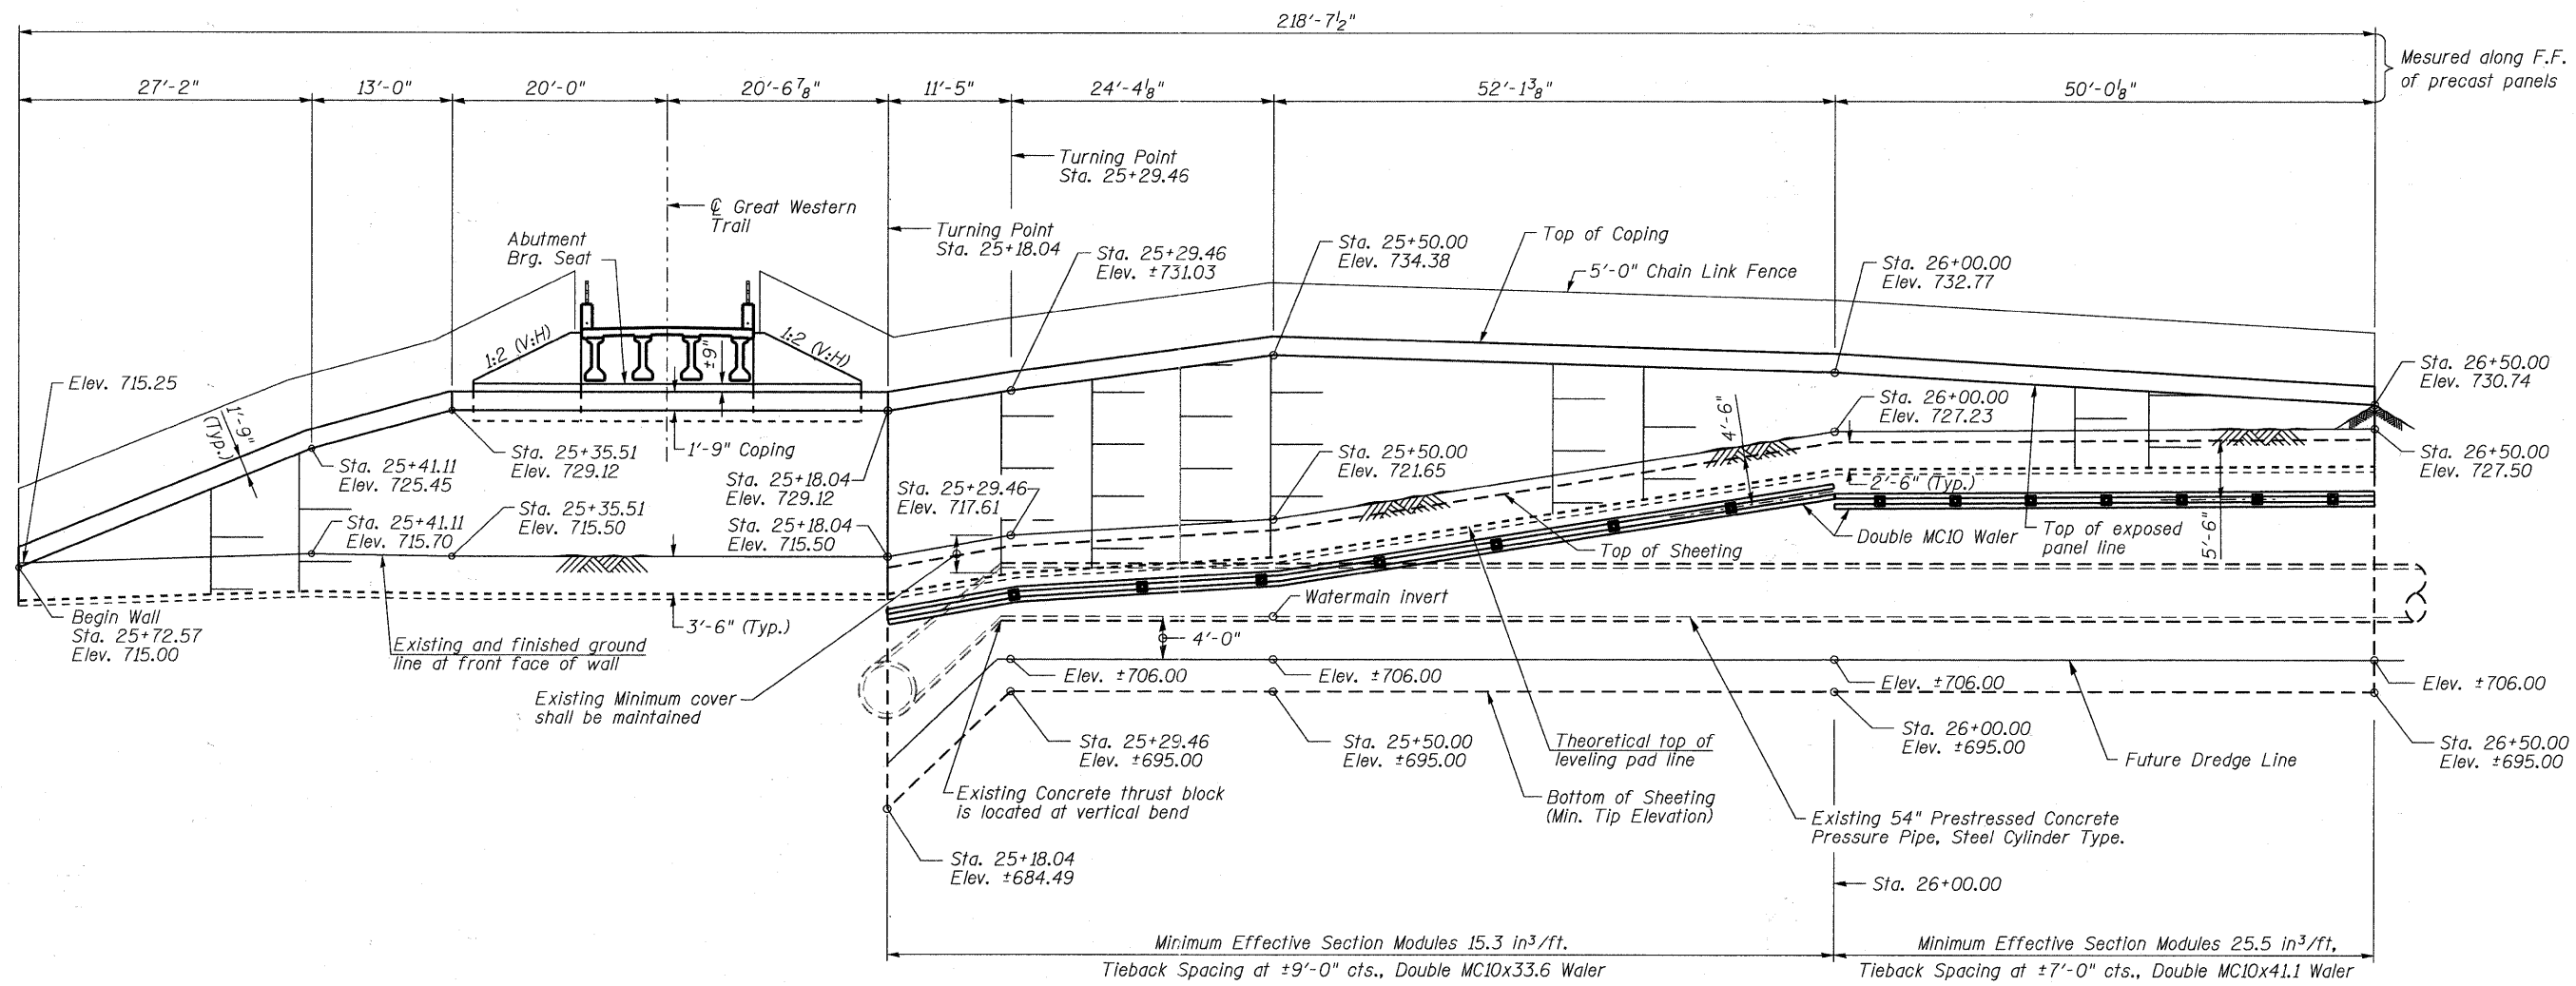 218'-7 1/2"
Mesured along F.F.
of precast panels
27'-2"
13'-0"
20'-0"
20'-6 7/8"
11'-5"
24'-4 1/8"
52'-1 3/8"
50'-0 1/8"
Turning Point
Sta. 25+29.46
℄ Great Western
Trail
Turning Point
Sta. 25+18.04
Abutment
Brg. Seat
Sta. 25+29.46
Elev. ±731.03
Sta. 25+50.00
Elev. 734.38
Top of Coping
5'-0" Chain Link Fence
Sta. 26+00.00
Elev. 732.77
1:2 (V:H)
±9"
1:2 (V:H)
Elev. 715.25
1'-9"
(Typ.)
Sta. 26+50.00
Elev. 730.74
Sta. 26+00.00
Elev. 727.23
4'-6"
1'-9" Coping
Sta. 25+41.11
Elev. 725.45
Sta. 25+35.51
Elev. 729.12
Sta. 25+18.04
Elev. 729.12
Sta. 25+29.46
Elev. 717.61
Sta. 25+50.00
Elev. 721.65
Sta. 26+50.00
Elev. 727.50
2'-6" (Typ.)
5'-6"
Sta. 25+41.11
Elev. 715.70
Sta. 25+35.51
Elev. 715.50
Sta. 25+18.04
Elev. 715.50
Top of Sheeting
Double MC10 Waler
Top of exposed
panel line
Begin Wall
Sta. 25+72.57
Elev. 715.00
Existing and finished ground
line at front face of wall
3'-6" (Typ.)
Watermain invert
4'-0"
Existing Minimum cover
shall be maintained
Elev. ±706.00
Elev. ±706.00
Elev. ±706.00
Elev. ±706.00
Sta. 25+29.46
Elev. ±695.00
Sta. 25+50.00
Elev. ±695.00
Theoretical top of
leveling pad line
Sta. 26+00.00
Elev. ±695.00
Future Dredge Line
Sta. 26+50.00
Elev. ±695.00
Existing Concrete thrust block
is located at vertical bend
Bottom of Sheeting
(Min. Tip Elevation)
Existing 54" Prestressed Concrete
Pressure Pipe, Steel Cylinder Type.
Sta. 25+18.04
Elev. ±684.49
Sta. 26+00.00
Minimum Effective Section Modules 15.3 in³/ft.
Tieback Spacing at ±9'-0" cts., Double MC10x33.6 Waler
Minimum Effective Section Modules 25.5 in³/ft,
Tieback Spacing at ±7'-0" cts., Double MC10x41.1 Waler